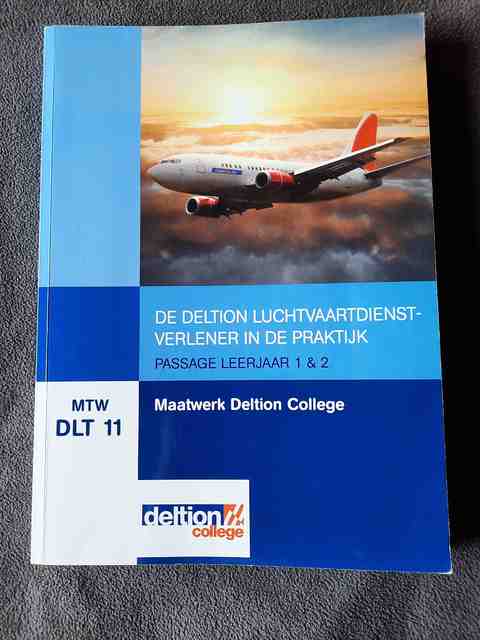 DE DELTION LUCHTVAARTDIENST-
VERLENER IN DE PRAKTIJK
PASSAGE LEERJAAR 1 & 2
MTW
DLT 11
Maatwerk Deltion College
deltion
college